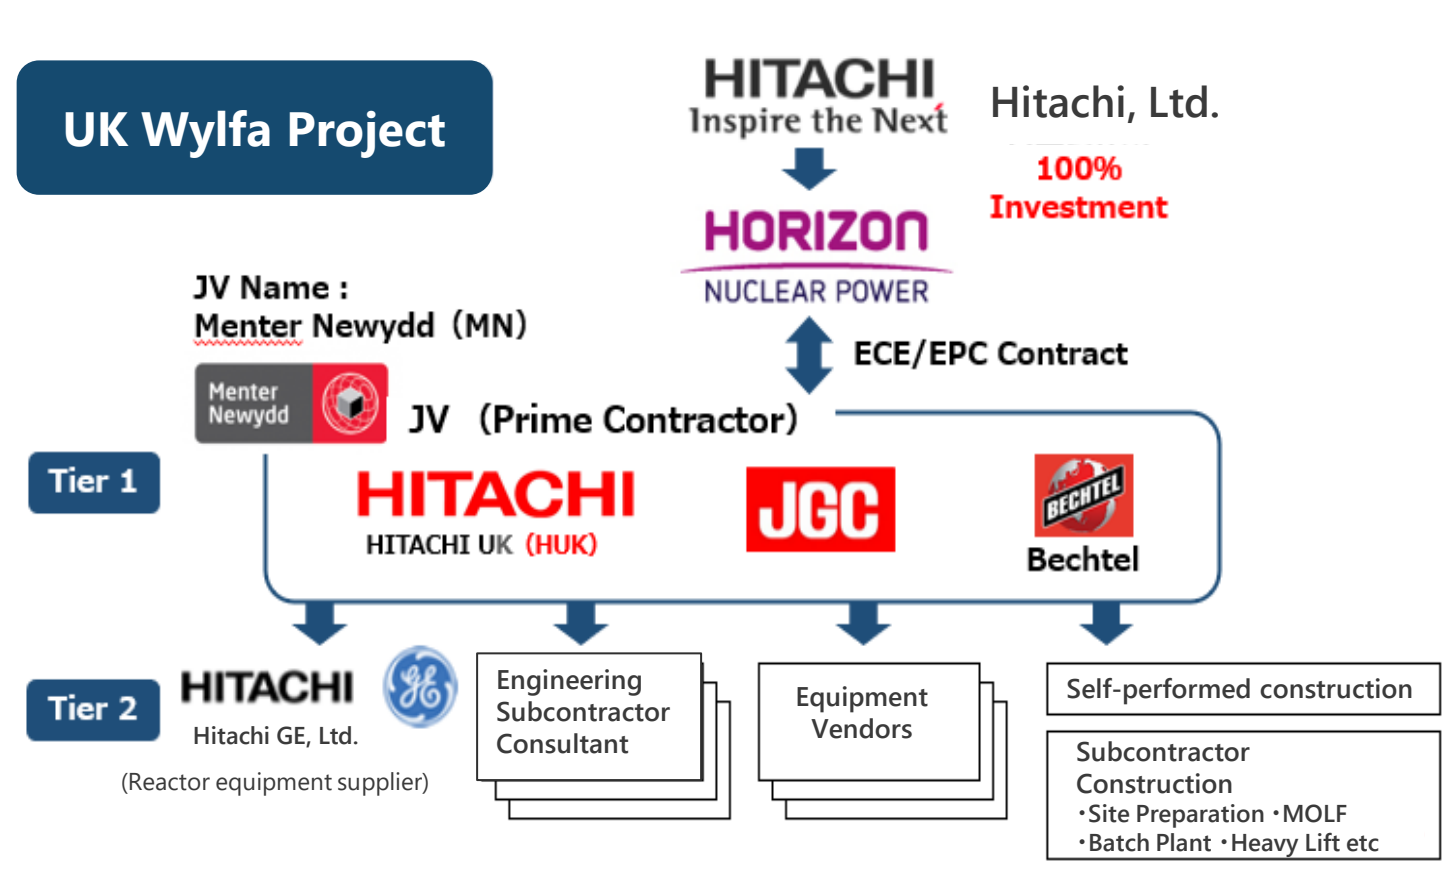 UK Wylfa Project
HITACHI
Inspire the Next
Hitachi, Ltd.
100%
Investment
HORIZON
NUCLEAR POWER
JV Name :
Menter Newydd (MN)
ECE/EPC Contract
Menter
Newydd
JV (Prime Contractor)
Tier 1
HITACHI
HITACHI UK (HUK)
JGC
BECHTEL
Bechtel
Tier 2
HITACHI
GE
Hitachi GE, Ltd.
(Reactor equipment supplier)
Engineering
Subcontractor
Consultant
Equipment
Vendors
Self-performed construction
Subcontractor
Construction
・Site Preparation ・MOLF
・Batch Plant ・Heavy Lift etc